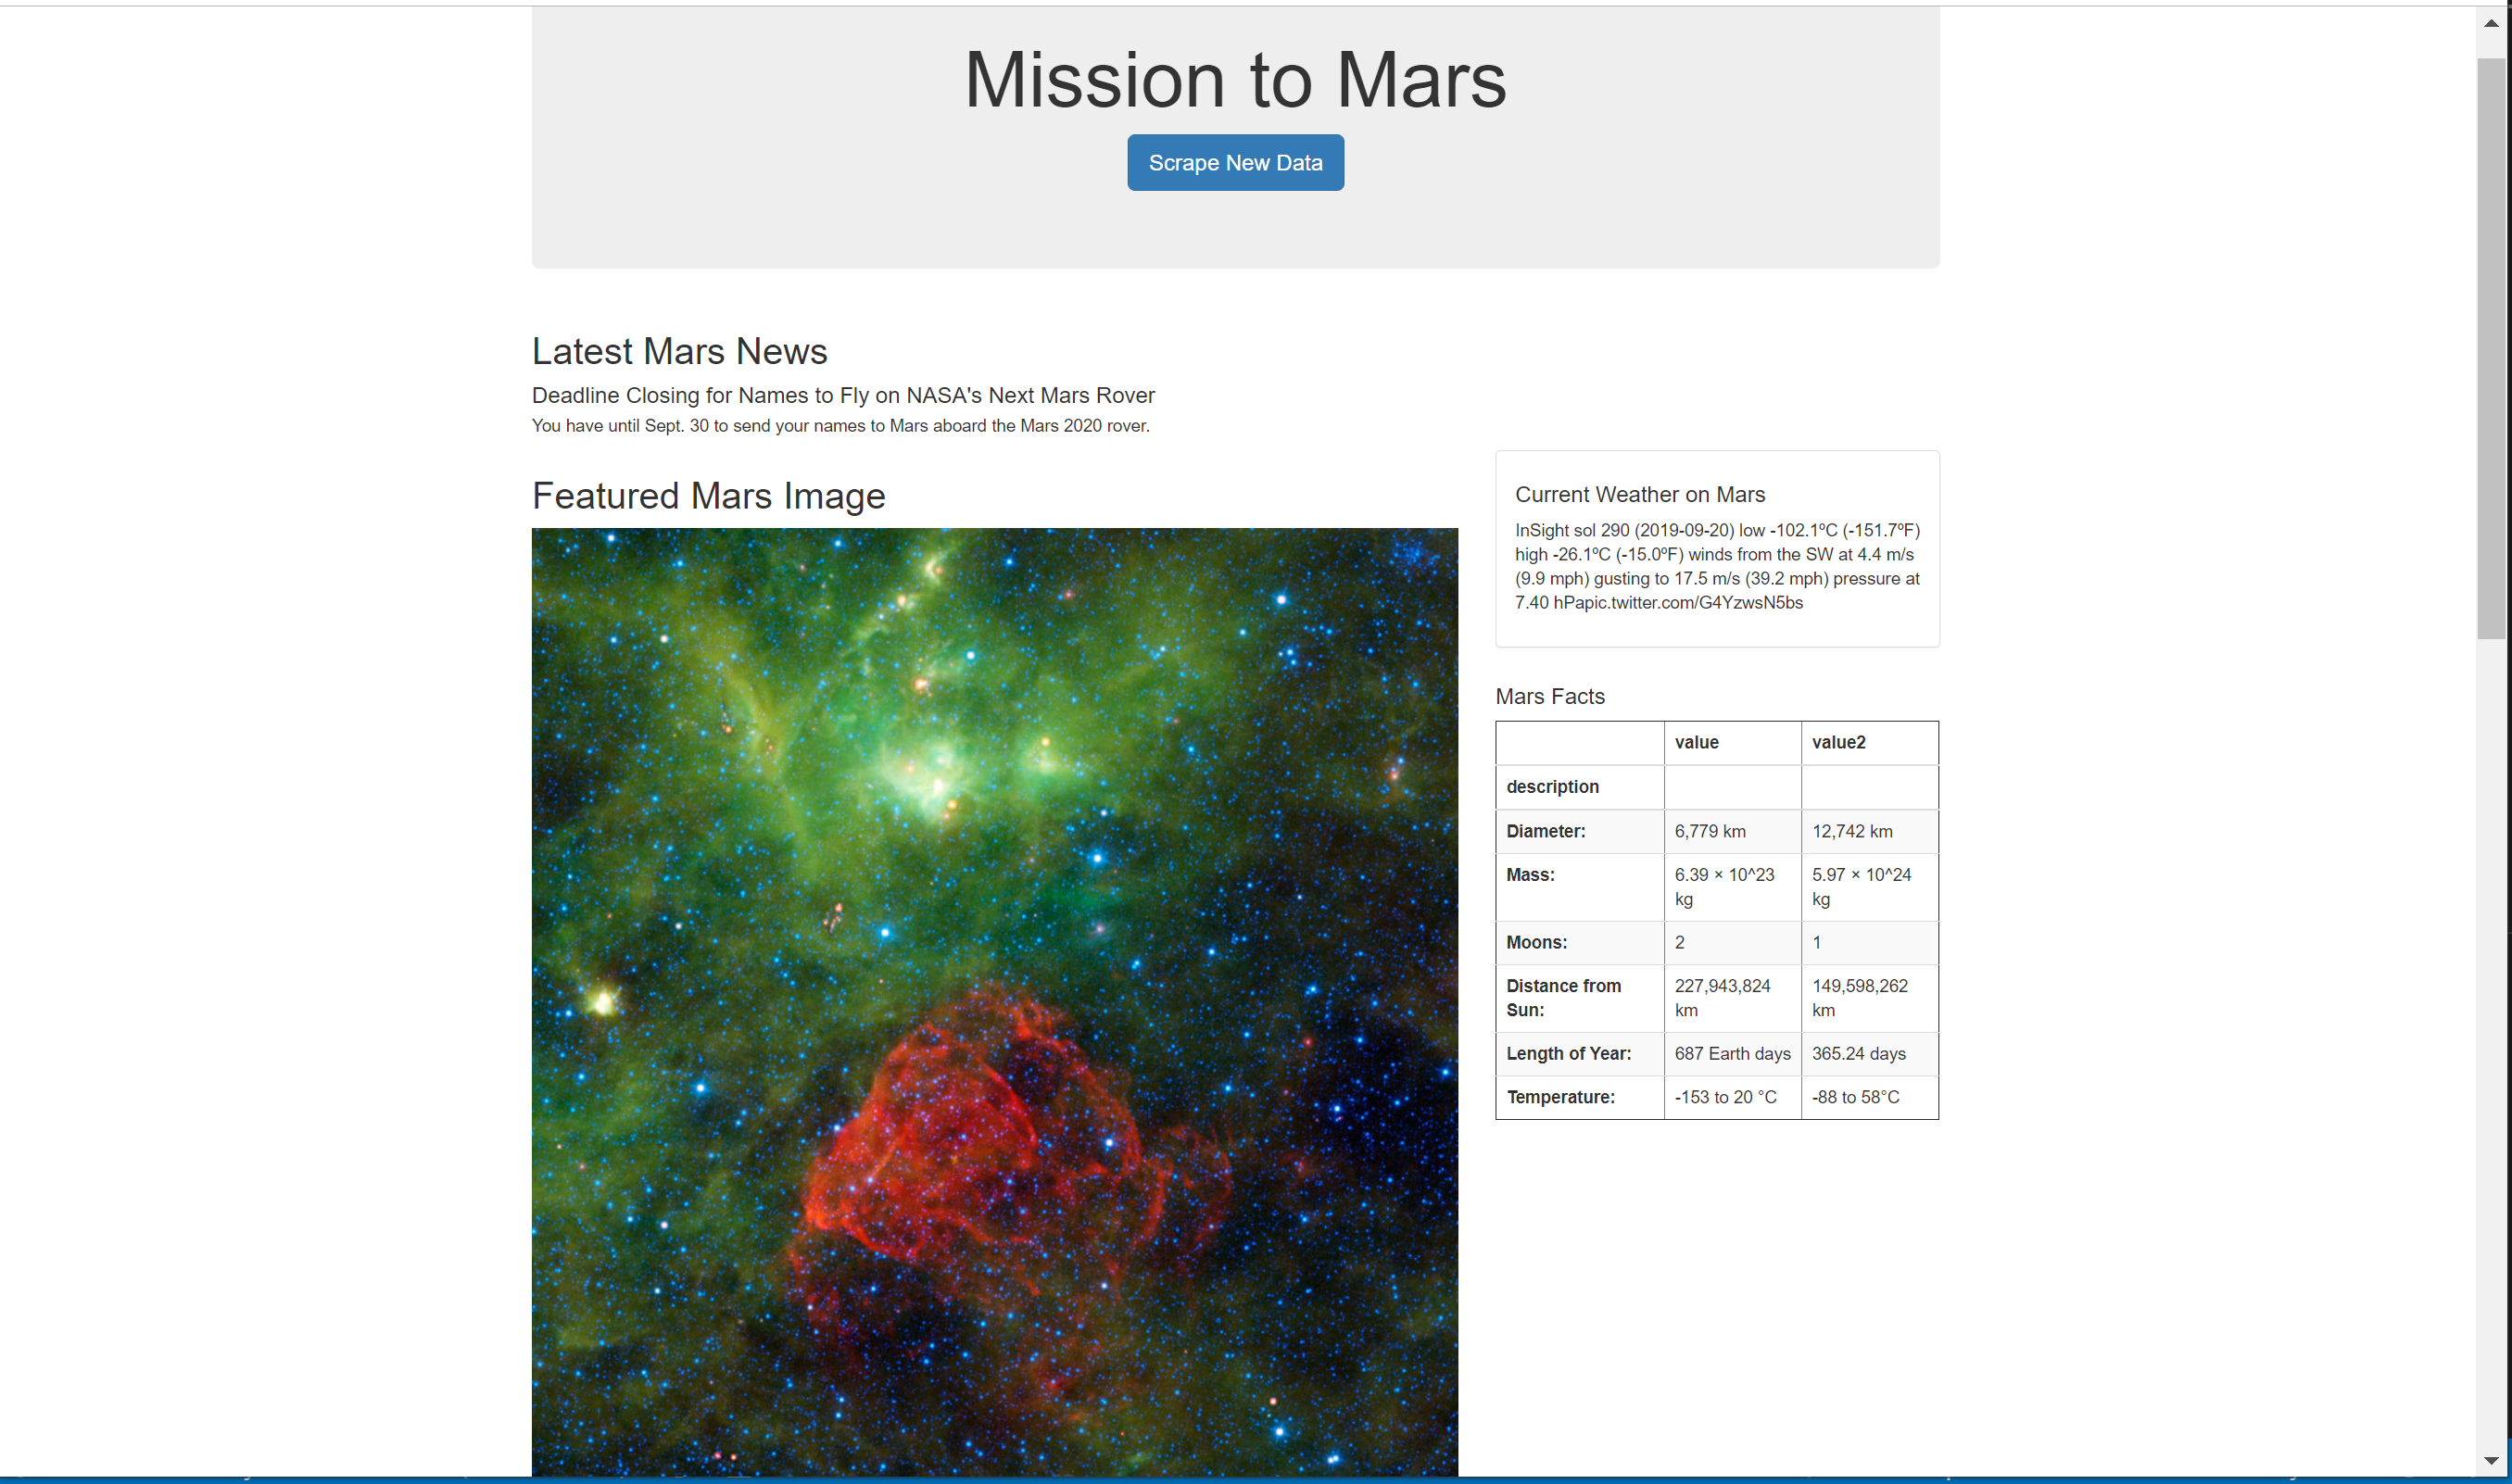 Mission to Mars
Scrape New Data
Latest Mars News
Deadline Closing for Names to Fly on NASA's Next Mars Rover
You have until Sept. 30 to send your names to Mars aboard the Mars 2020 rover.
Featured Mars Image
Current Weather on Mars
InSight sol 290 (2019-09-20) low -102.1ºC (-151.7ºF)
high -26.1ºC (-15.0ºF) winds from the SW at 4.4 m/s
(9.9 mph) gusting to 17.5 m/s (39.2 mph) pressure at
7.40 hPapic.twitter.com/G4YzwsN5bs
Mars Facts
value value2
description
Diameter: 6,779 km 12,742 km
Mass: 6.39 × 10^23 5.97 × 10^24
kg kg
Moons: 2 1
Distance from 227,943,824 149,598,262
Sun: km km
Length of Year: 687 Earth days 365.24 days
Temperature: -153 to 20 °C -88 to 58°C